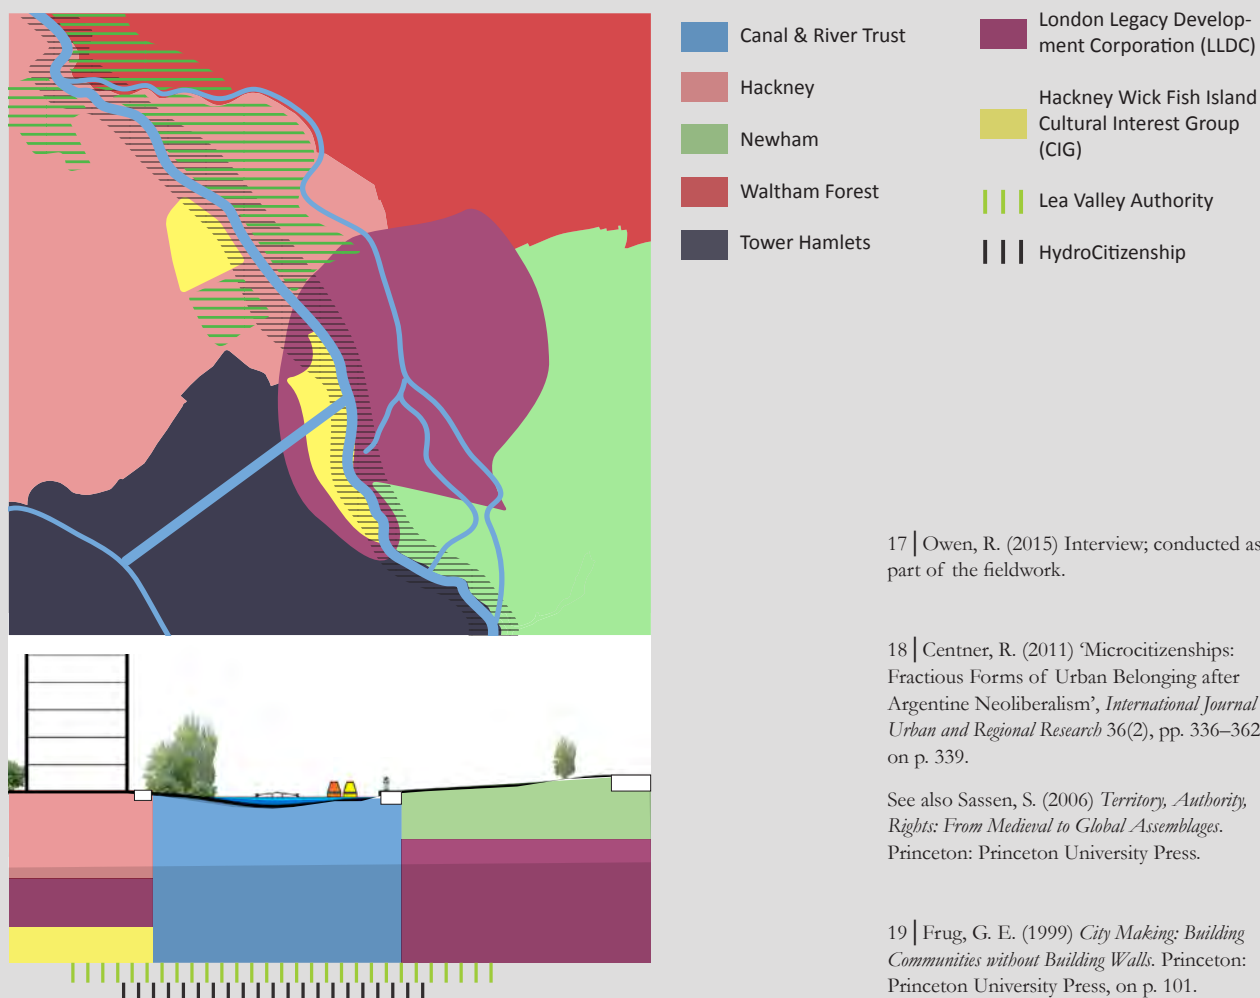 Canal & River Trust
Hackney
Newham
Waltham Forest
Tower Hamlets
London Legacy Develop-
ment Corporation (LLDC)
Hackney Wick Fish Island
Cultural Interest Group
(CIG)
Lea Valley Authority
HydroCitizenship
17 | Owen, R. (2015) Interview; conducted as
part of the fieldwork.
18 | Centner, R. (2011) ‘Microcitizenships:
Fractious Forms of Urban Belonging after
Argentine Neoliberalism’, International Journal
Urban and Regional Research 36(2), pp. 336–362
on p. 339.
See also Sassen, S. (2006) Territory, Authority,
Rights: From Medieval to Global Assemblages.
Princeton: Princeton University Press.
19 | Frug, G. E. (1999) City Making: Building
Communities without Building Walls. Princeton:
Princeton University Press, on p. 101.